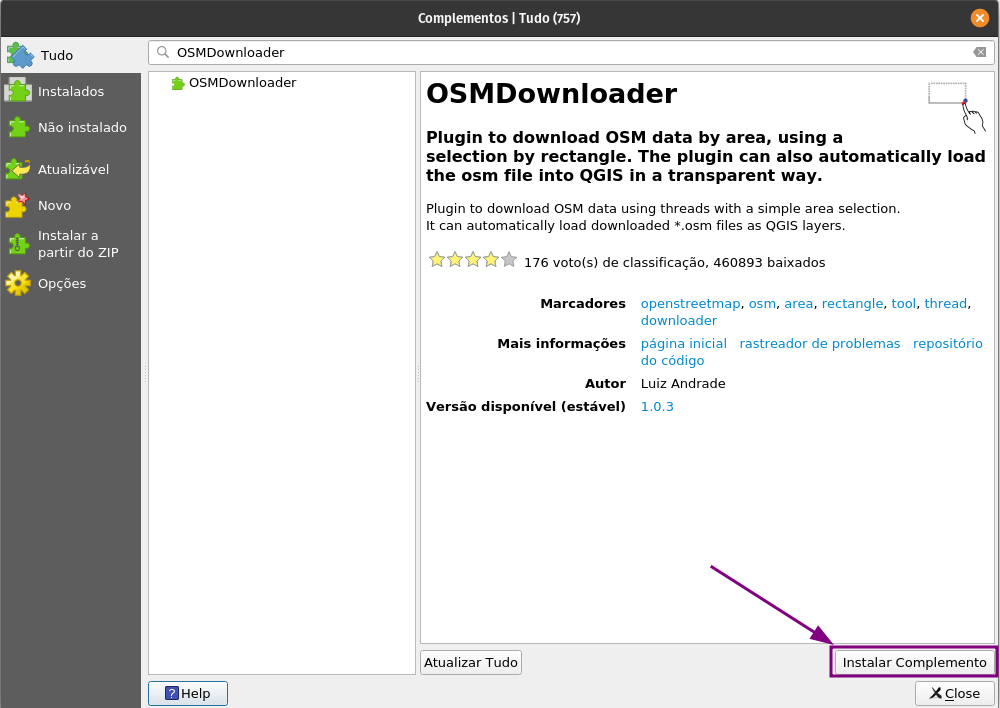 Complementos | Tudo (757)
Tudo
Instalados
Não instalado
Atualizável
Novo
Instalar a
partir do ZIP
Opções
OSMDownloader
OSMDownloader
OSMDownloader
Plugin to download OSM data by area, using a
selection by rectangle. The plugin can also automatically load
the osm file into QGIS in a transparent way.
Plugin to download OSM data using threads with a simple area selection.
It can automatically load downloaded *.osm files as QGIS layers.
176 voto(s) de classificação, 460893 baixados
Marcadores openstreetmap, osm, area, rectangle, tool, thread,
downloader
Mais informações página inicial rastreador de problemas repositório
do código
Autor Luiz Andrade
Versão disponível (estável) 1.0.3
Atualizar Tudo
Instalar Complemento
? Help
Close